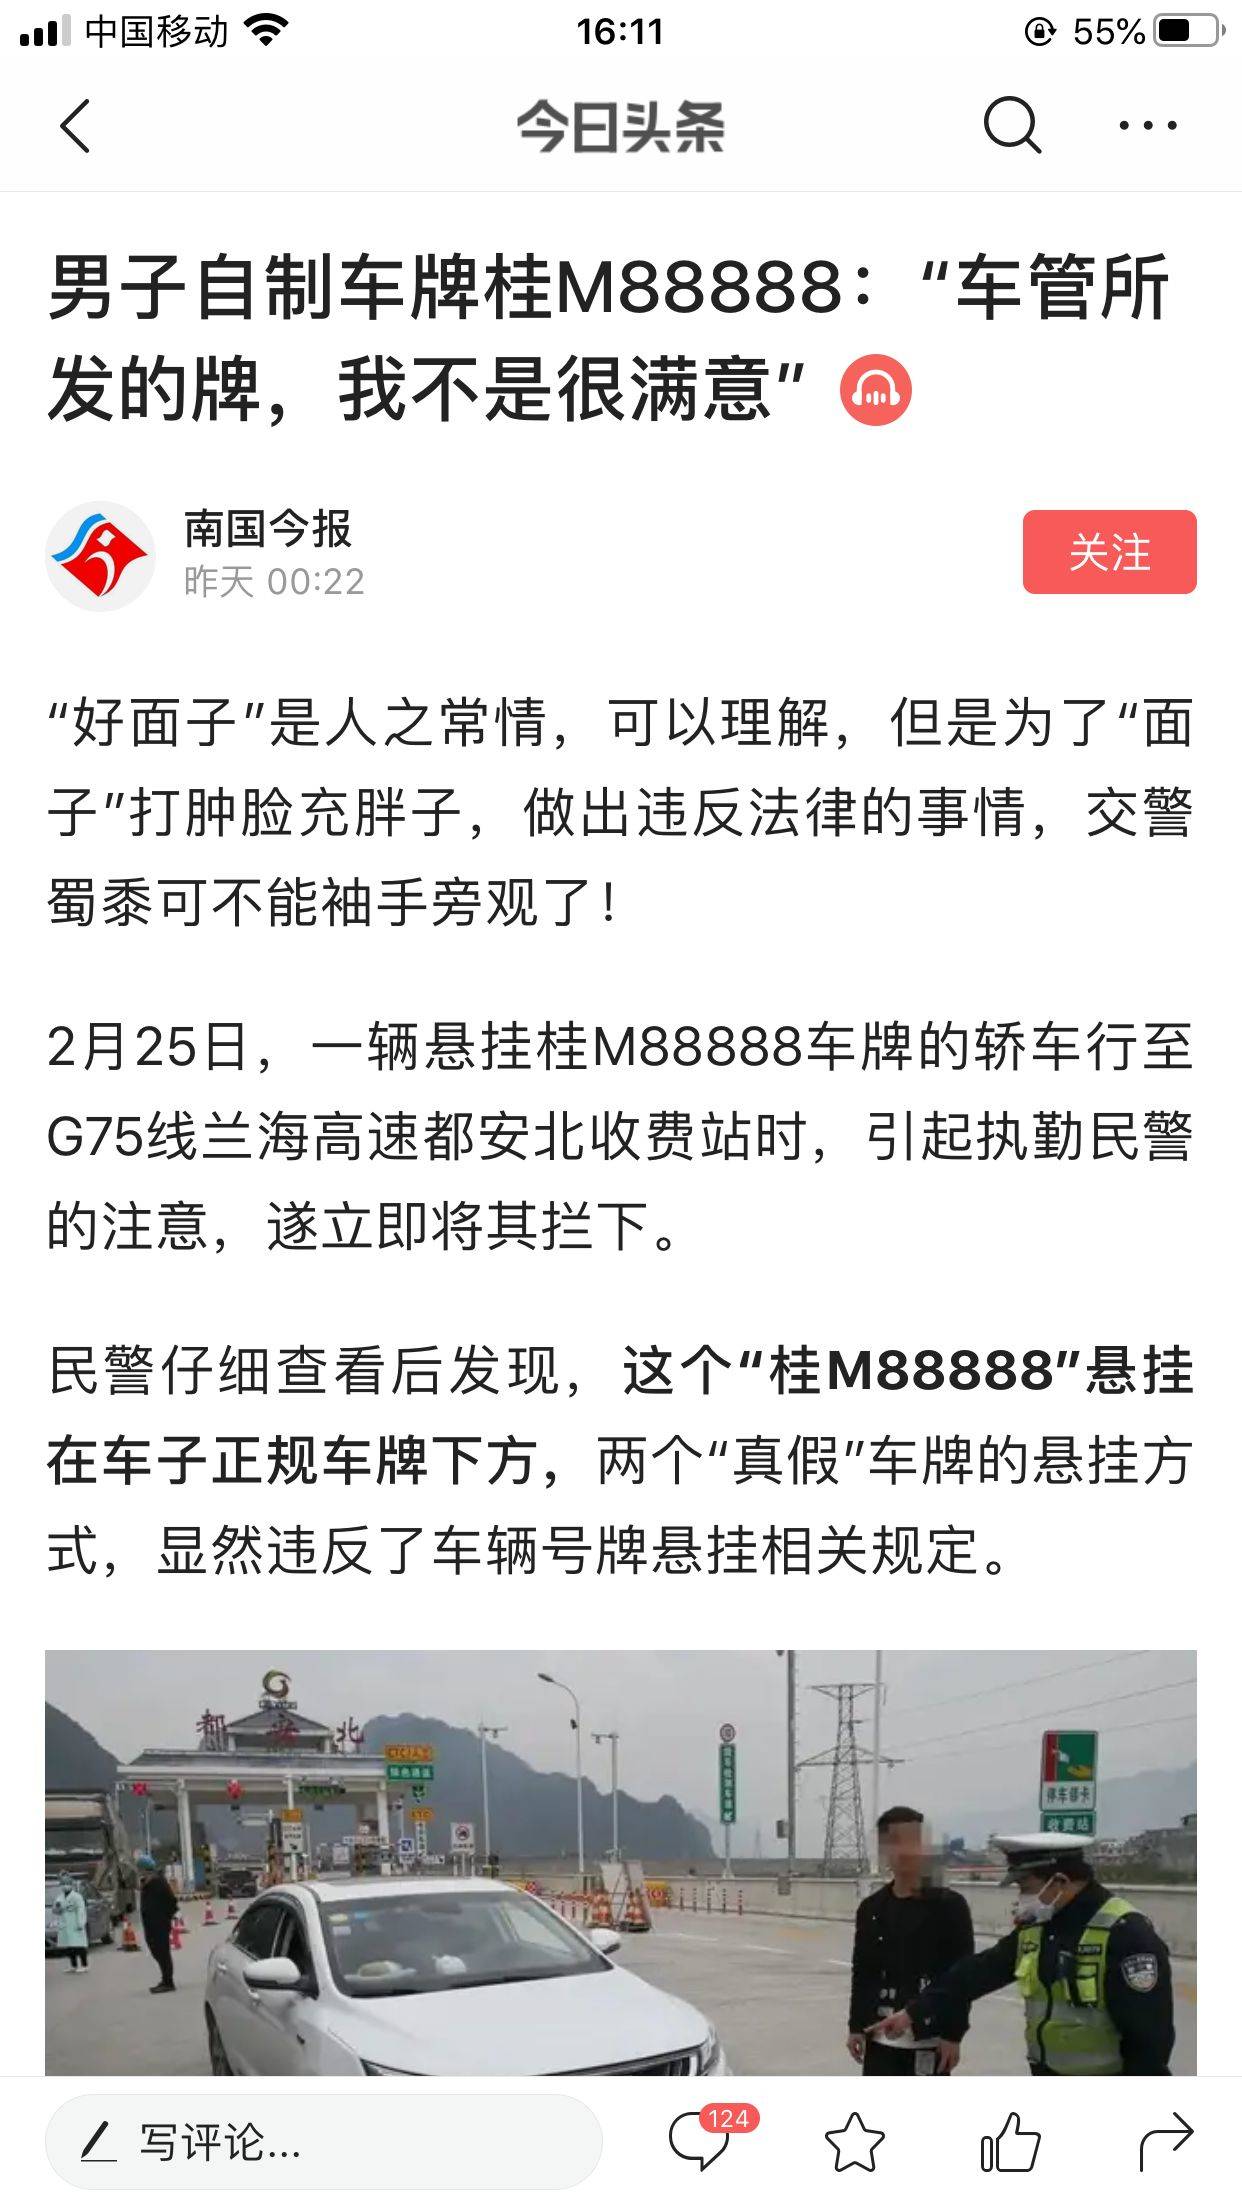 中国移动
16:11
55%
今日头条
男子自制车牌桂M88888：“车管所
发的牌，我不是很满意”
南国今报
昨天 00:22
关注
“好面子”是人之常情，可以理解，但是为了“面
子”打肿脸充胖子，做出违反法律的事情，交警
蜀黍可不能袖手旁观了！
2月25日，一辆悬挂桂M88888车牌的轿车行至
G75线兰海高速都安北收费站时，引起执勤民警
的注意，遂立即将其拦下。
民警仔细查看后发现，这个“桂M88888”悬挂
在车子正规车牌下方，两个“真假”车牌的悬挂方
式，显然违反了车辆号牌悬挂相关规定。
都安北
停车领卡
收费站
写评论...
124